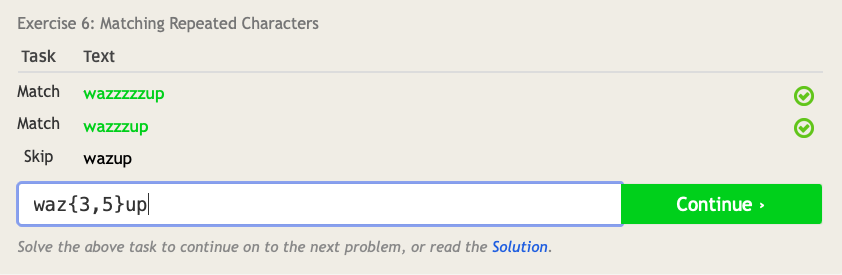 Exercise 6: Matching Repeated Characters
Task Text
Match wazzzzzup
Match wazzzup
Skip wazup
waz{3,5}up
Continue ›
Solve the above task to continue on to the next problem, or read the Solution.